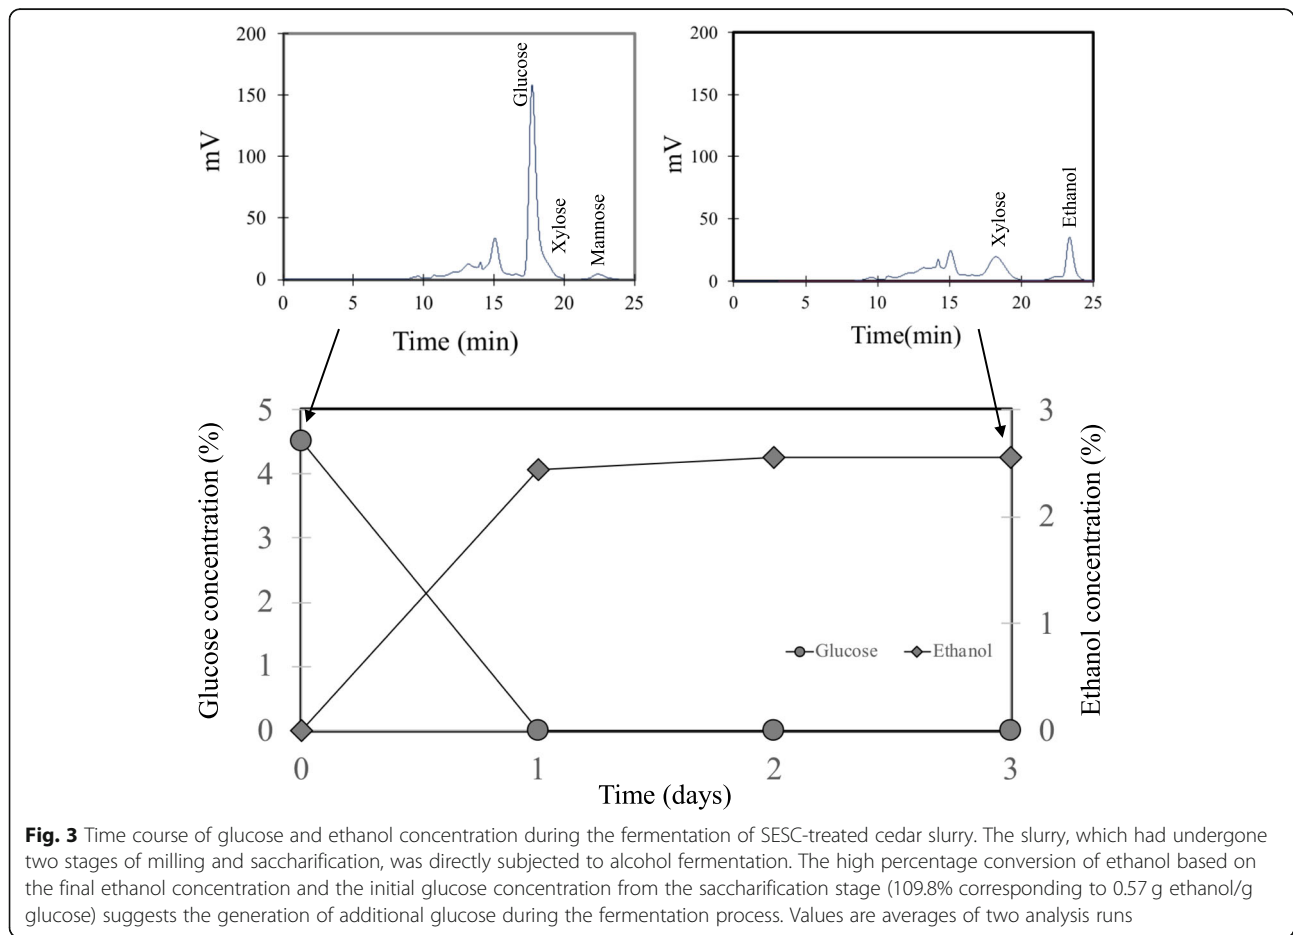 200
150
100
50
0
mV
Glucose
Xylose
Mannose
0 5 10 15 20 25
Time (min)
200
150
100
50
0
mV
Xylose
Ethanol
0 5 10 15 20 25
Time(min)
5
4
3
2
1
0
Glucose concentration (%)
3
2
1
0
Ethanol concentration (%)
Glucose Ethanol
0 1 2 3
Time (days)
Fig. 3 Time course of glucose and ethanol concentration during the fermentation of SESC-treated cedar slurry. The slurry, which had undergone
two stages of milling and saccharification, was directly subjected to alcohol fermentation. The high percentage conversion of ethanol based on
the final ethanol concentration and the initial glucose concentration from the saccharification stage (109.8% corresponding to 0.57 g ethanol/g
glucose) suggests the generation of additional glucose during the fermentation process. Values are averages of two analysis runs